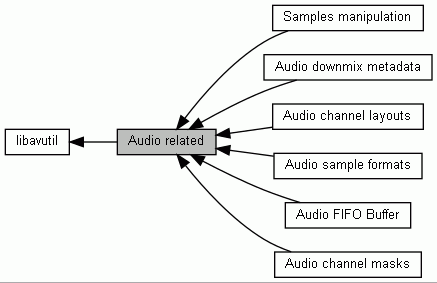 Samples manipulation
Audio downmix metadata
Audio channel layouts
libavutil
Audio related
Audio sample formats
Audio FIFO Buffer
Audio channel masks